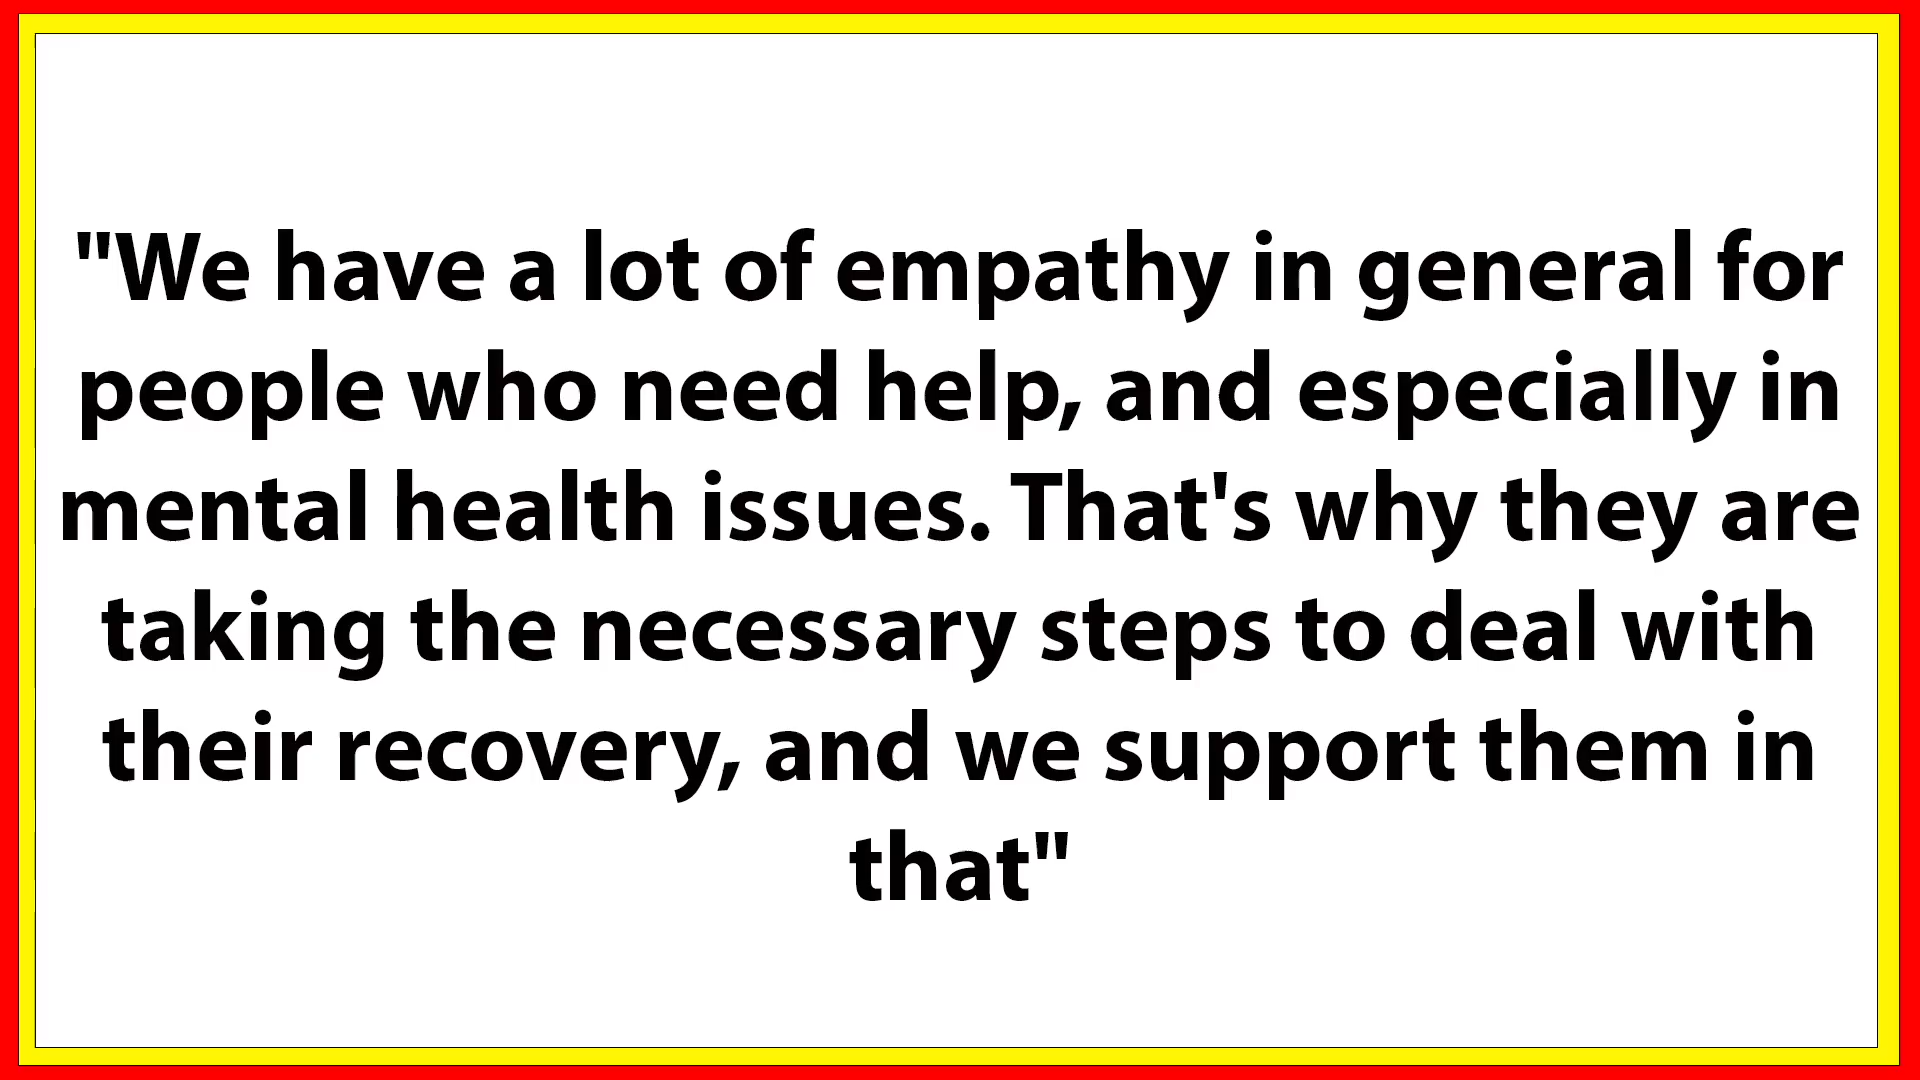 "We have a lot of empathy in general for
people who need help, and especially in
mental health issues. That's why they are
taking the necessary steps to deal with
their recovery, and we support them in
that"